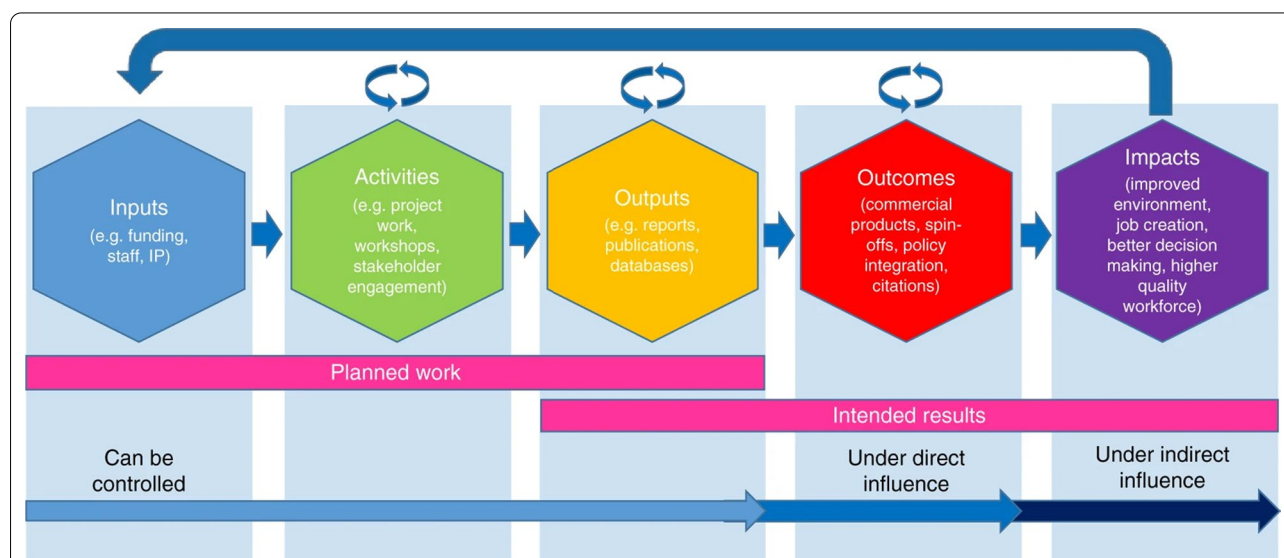 Inputs
(e.g. funding,
staff, IP)
Activities
(e.g. project
work,
workshops,
stakeholder
engagement)
Outputs
(e.g. reports,
publications,
databases)
Outcomes
(commercial
products, spin-
offs, policy
integration,
citations)
Impacts
(improved
environment,
job creation,
better decision
making, higher
quality
workforce)
Planned work
Intended results
Can be
controlled
Under direct
influence
Under indirect
influence